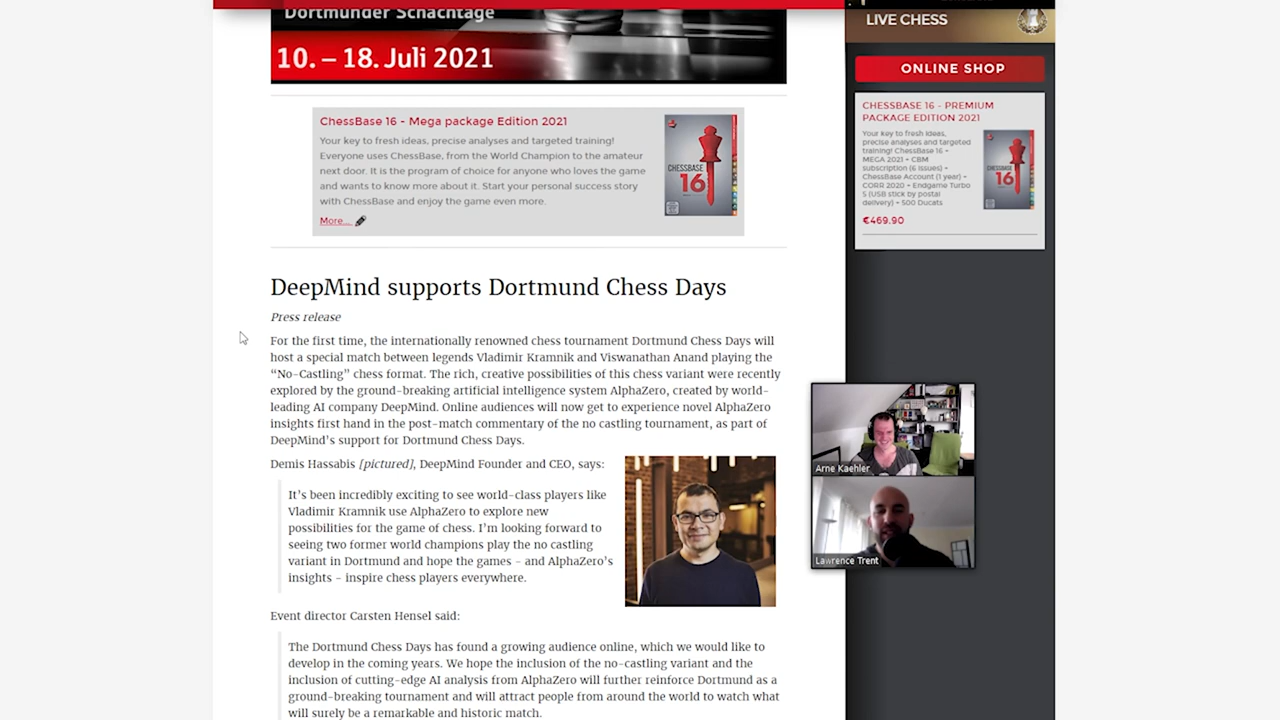 Dortmunder Schachtage
10. – 18. Juli 2021
ChessBase 16 - Mega package Edition 2021
Your key to fresh ideas, precise analyses and targeted training!
Everyone uses ChessBase, from the World Champion to the amateur
next door. It is the program of choice for anyone who loves the game
and wants to know more about it. Start your personal success story
with ChessBase and enjoy the game even more.
More...
CHESSBASE
16
DeepMind supports Dortmund Chess Days
Press release
For the first time, the internationally renowned chess tournament Dortmund Chess Days will
host a special match between legends Vladimir Kramnik and Viswanathan Anand playing the
“No-Castling” chess format. The rich, creative possibilities of this chess variant were recently
explored by the ground-breaking artificial intelligence system AlphaZero, created by world-
leading AI company DeepMind. Online audiences will now get to experience novel AlphaZero
insights first hand in the post-match commentary of the no castling tournament, as part of
DeepMind’s support for Dortmund Chess Days.
Demis Hassabis [pictured], DeepMind Founder and CEO, says:
It’s been incredibly exciting to see world-class players like
Vladimir Kramnik use AlphaZero to explore new
possibilities for the game of chess. I’m looking forward to
seeing two former world champions play the no castling
variant in Dortmund and hope the games – and AlphaZero’s
insights – inspire chess players everywhere.
Event director Carsten Hensel said:
The Dortmund Chess Days has found a growing audience online, which we would like to
develop in the coming years. We hope the inclusion of the no-castling variant and the
inclusion of cutting-edge AI analysis from AlphaZero will further reinforce Dortmund as a
ground-breaking tournament and will attract people from around the world to watch what
will surely be a remarkable and historic match.
LIVE CHESS
ONLINE SHOP
CHESSBASE 16 - PREMIUM
PACKAGE EDITION 2021
Your key to fresh ideas,
precise analyses and targeted
training! ChessBase 16 +
MEGA 2021 + CBM
subscription (6 issues) +
ChessBase Account (1 year) +
CORR 2020 + Endgame Turbo
5 (USB stick by postal
delivery) + 500 Ducats
CHESSBASE
16
€469.90
Arne Kaehler
Lawrence Trent